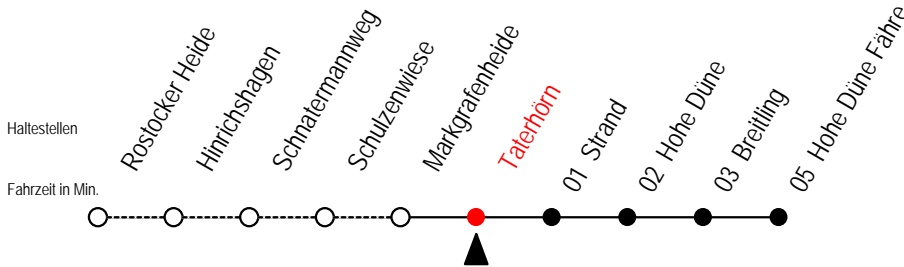 Haltestellen
Fahrzeit in Min.
Rostocker Heide
Hinrichshagen
Schnatermannweg
Schulzenwiese
Markgrafenheide
Taterhörn
01 Strand
02 Hohe Düne
03 Breitling
05 Hohe Düne Fähre